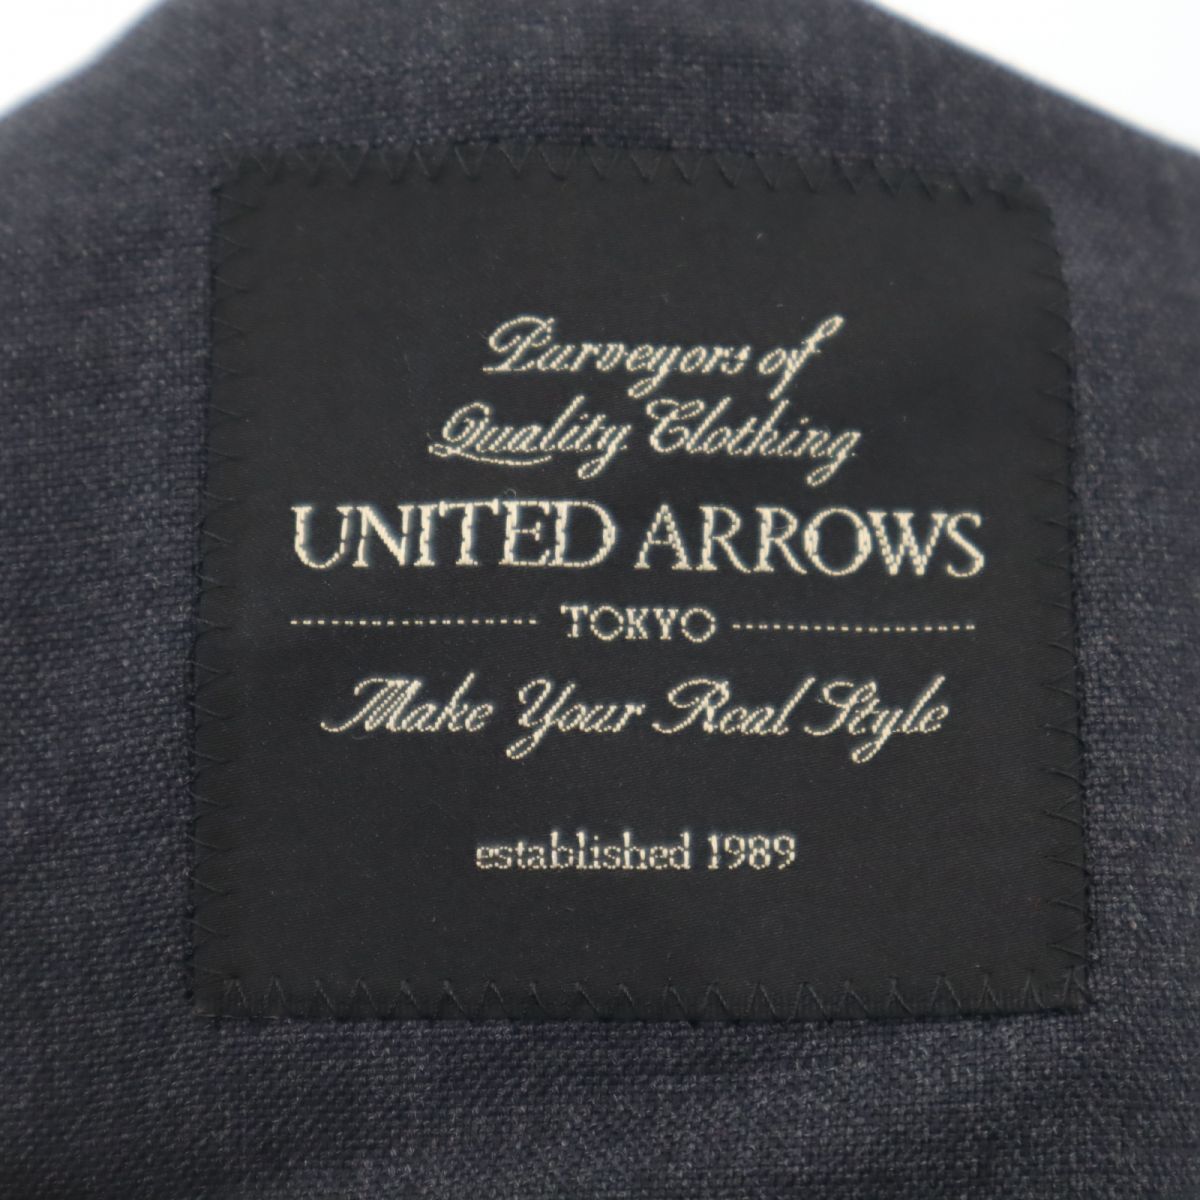 Purveyors of
Quality Clothing
UNITED ARROWS
TOKYO
Make Your Real Style
established 1989